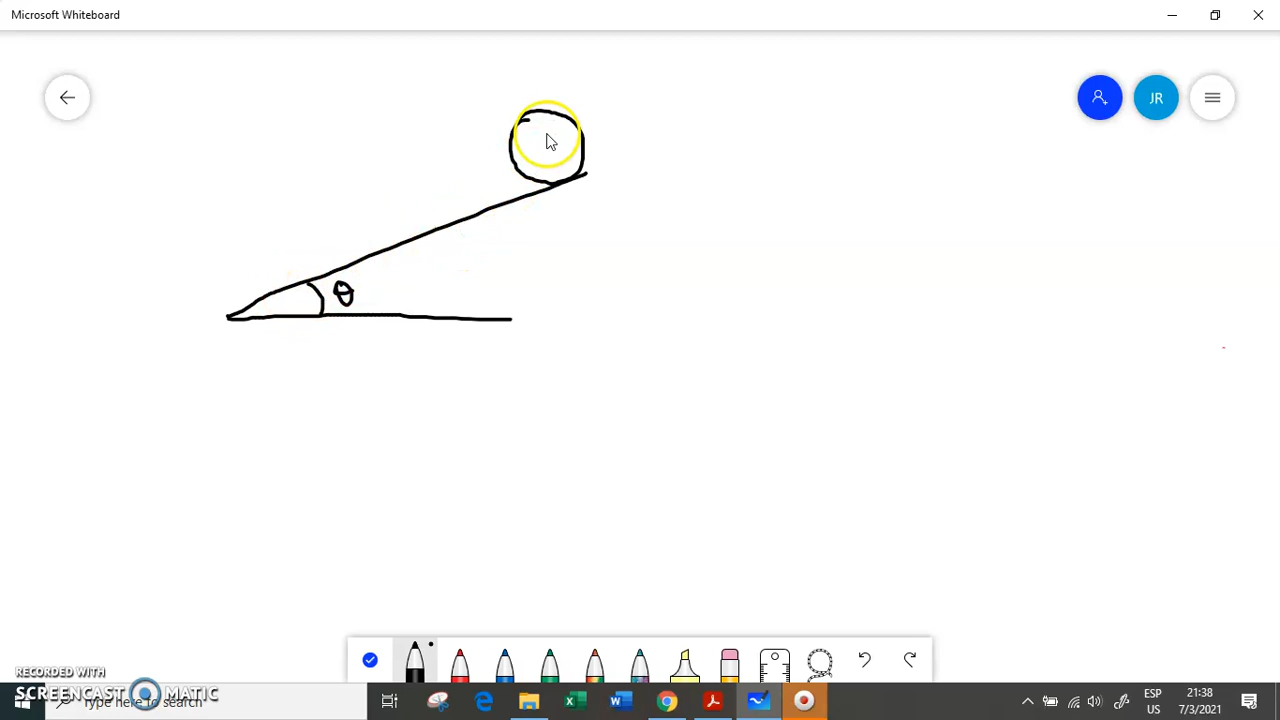 Microsoft Whiteboard
JR
θ
RECORDED WITH
SCREENCAST MATIC
Type here to search
ESP
US
21:38
7/3/2021